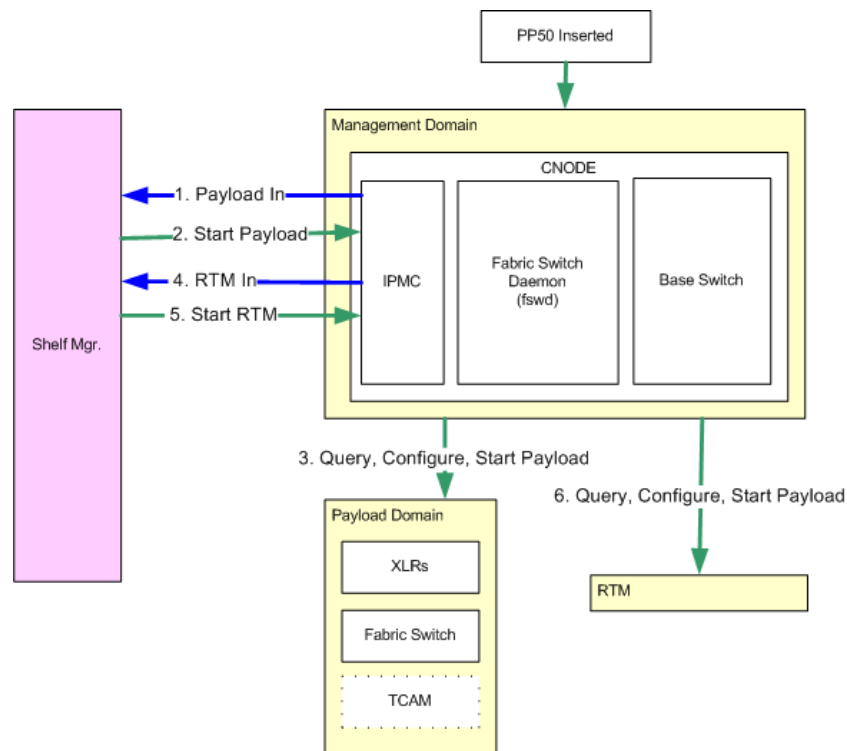 PP50 Inserted
Management Domain
CNODE
1. Payload In
2. Start Payload
4. RTM In
5. Start RTM
Shelf Mgr.
IPMC
Fabric Switch
Daemon
(fswd)
Base Switch
3. Query, Configure, Start Payload
6. Query, Configure, Start Payload
Payload Domain
XLRs
Fabric Switch
TCAM
RTM